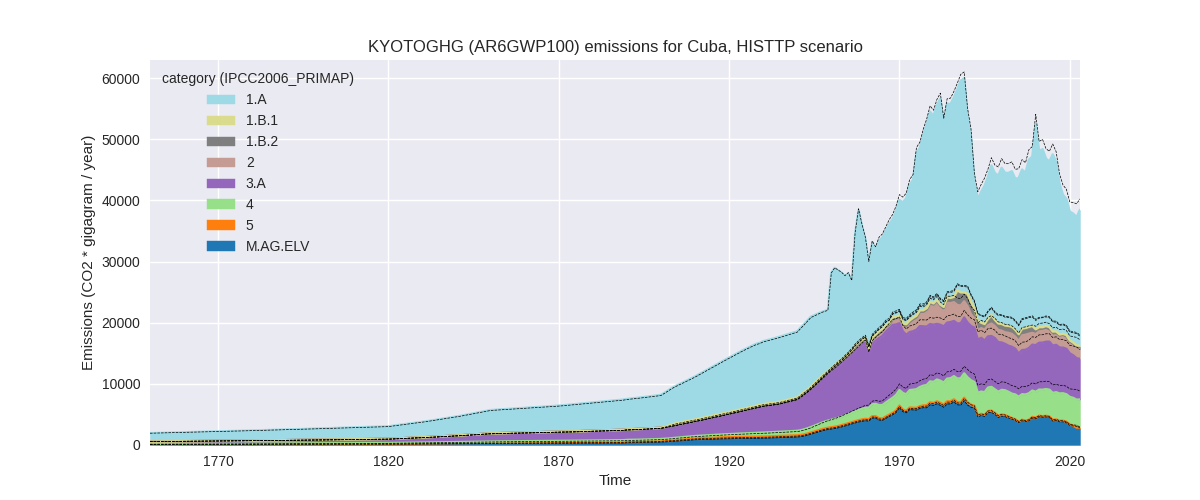 KYOTOGHG (AR6GWP100) emissions for Cuba, HISTTP scenario
category (IPCC2006_PRIMAP)
1.A
1.B.1
1.B.2
2
3.A
4
5
M.AG.ELV
Emissions (CO2 * gigagram / year)
60000
50000
40000
30000
20000
10000
0
1770
1820
1870
1920
1970
2020
Time